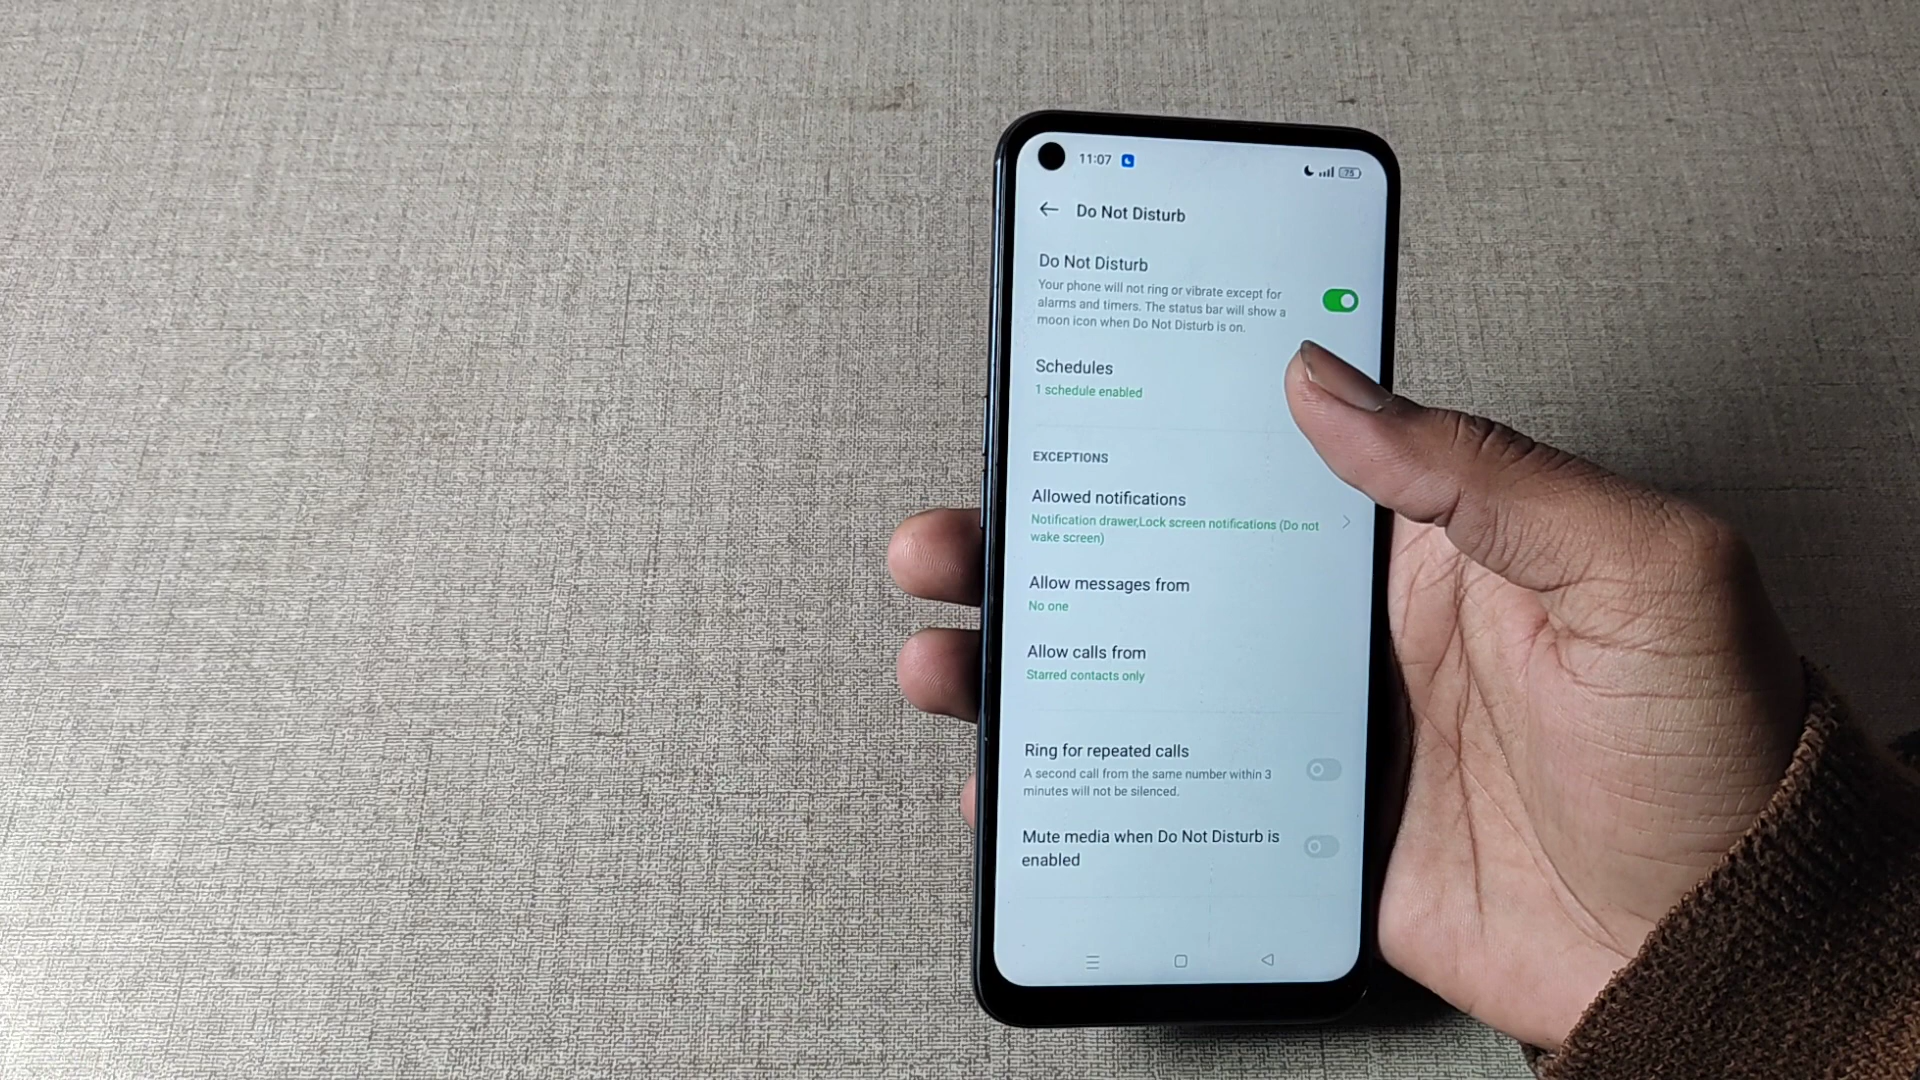 11:07
75
Do Not Disturb
Do Not Disturb
Your phone will not ring or vibrate except for
alarms and timers. The status bar will show a
moon icon when Do Not Disturb is on.
Schedules
1 schedule enabled
EXCEPTIONS
Allowed notifications
Notification drawer,Lock screen notifications (Do not
wake screen)
Allow messages from
No one
Allow calls from
Starred contacts only
Ring for repeated calls
A second call from the same number within 3
minutes will not be silenced.
Mute media when Do Not Disturb is
enabled